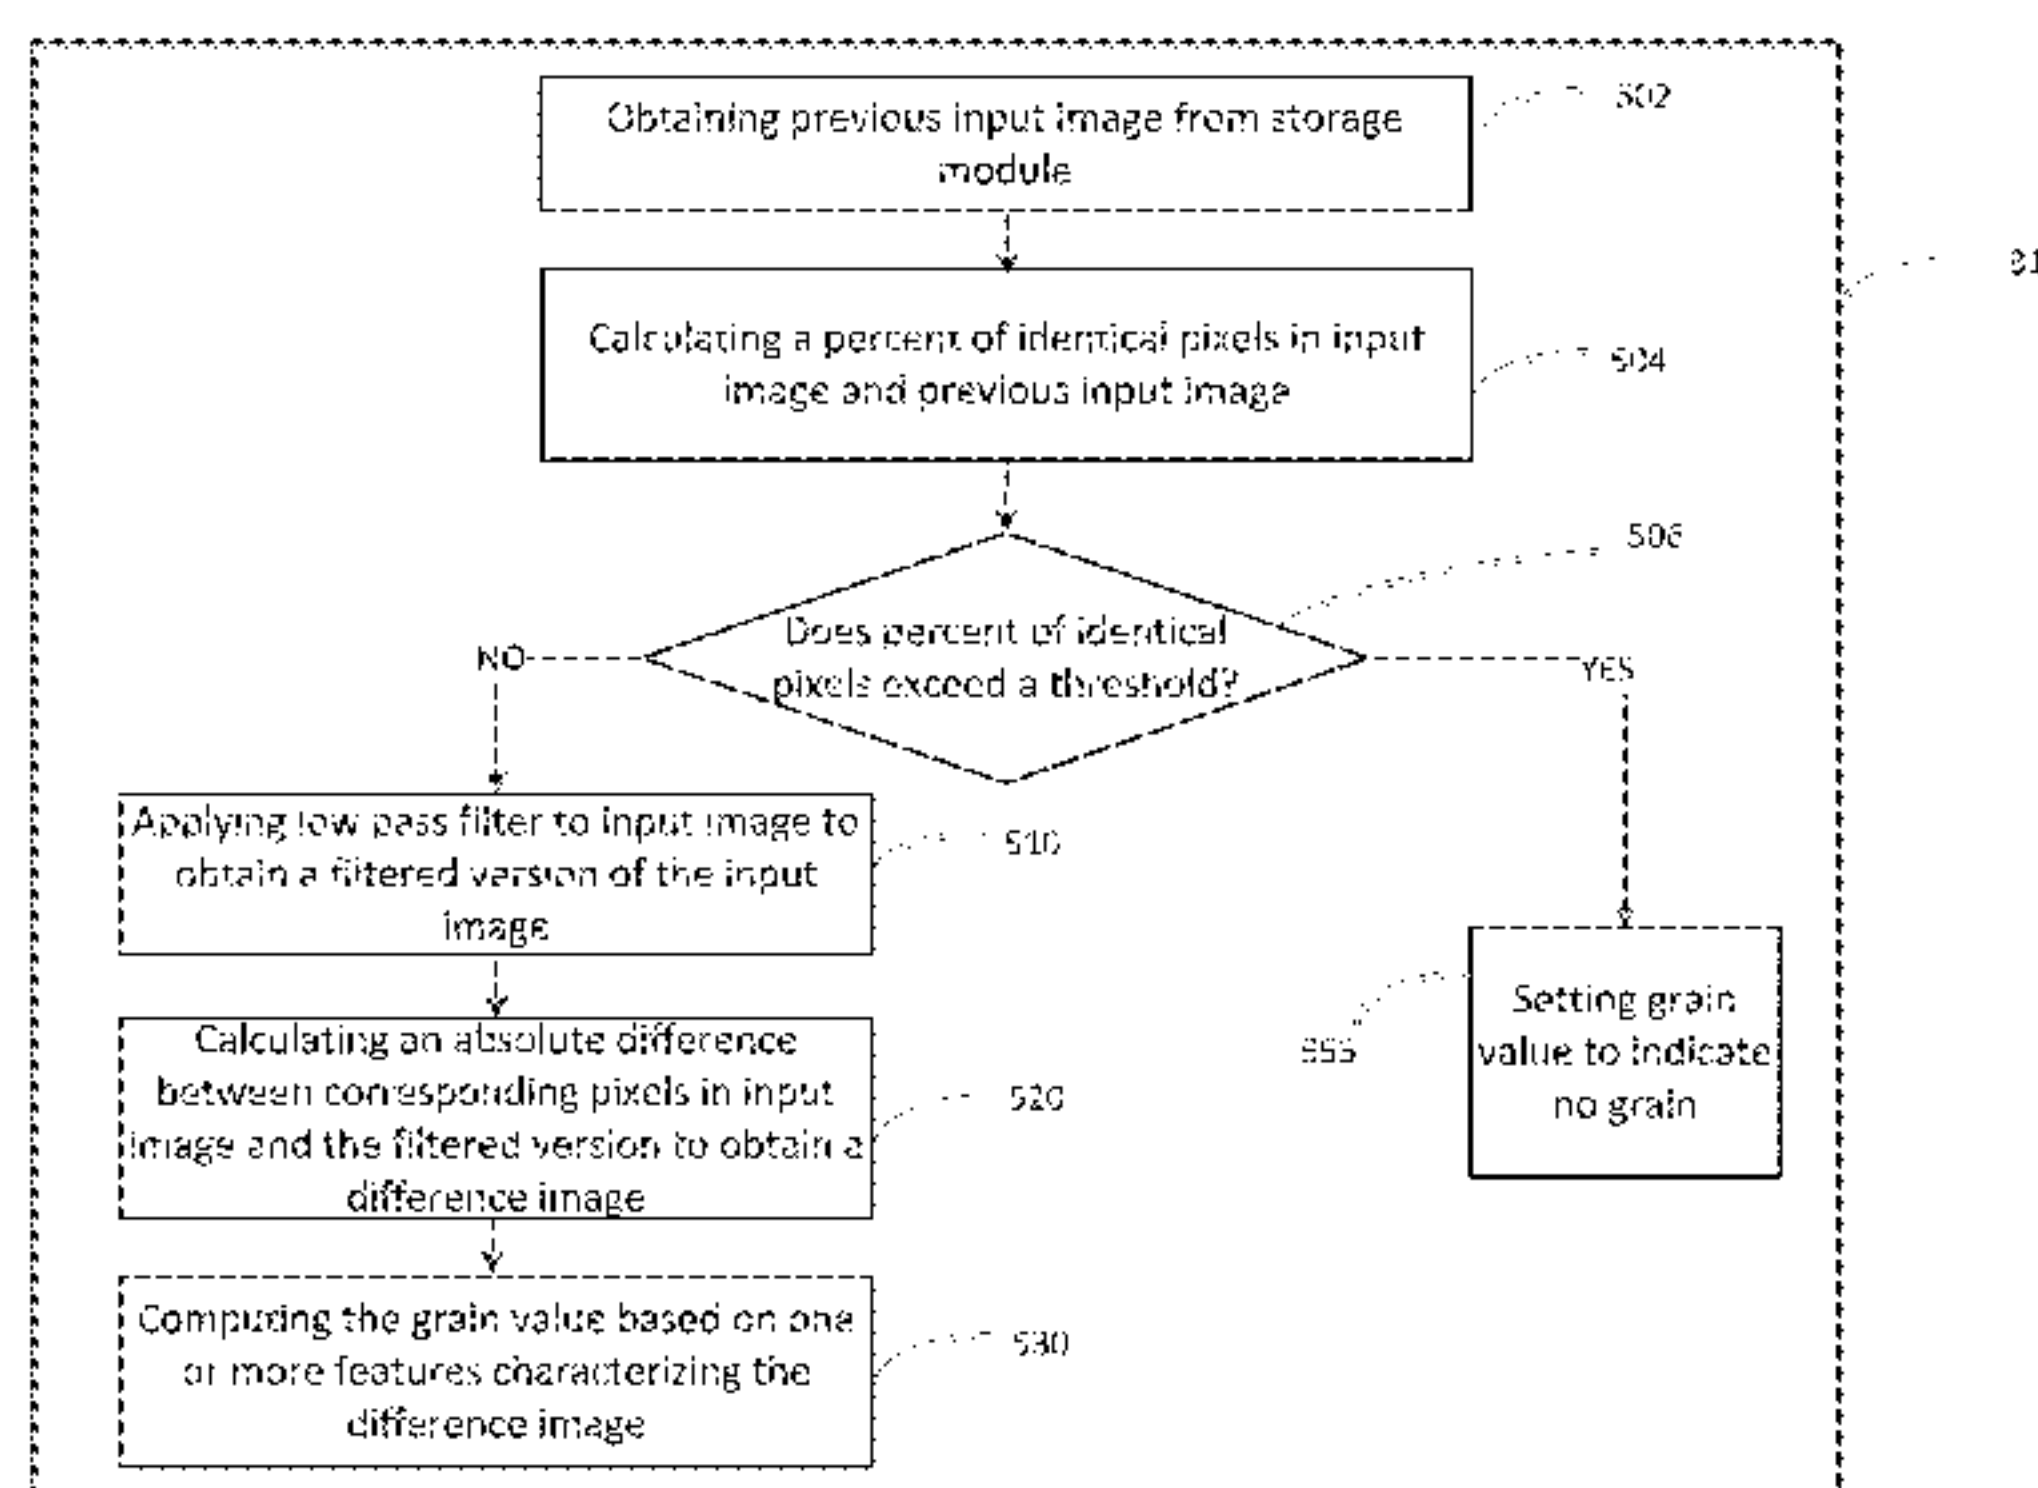 Obtaining previous input image from storage
module
502
Calculating a percent of identical pixels in input
image and previous input image
504
Does percent of identical
pixels exceed a threshold?
506
NO
YES
Applying low pass filter to input image to
obtain a filtered version of the input
image
510
Calculating an absolute difference
between corresponding pixels in input
image and the filtered version to obtain a
difference image
520
Setting grain
value to indicate
no grain
Computing the grain value based on one
or more features characterizing the
difference image
530